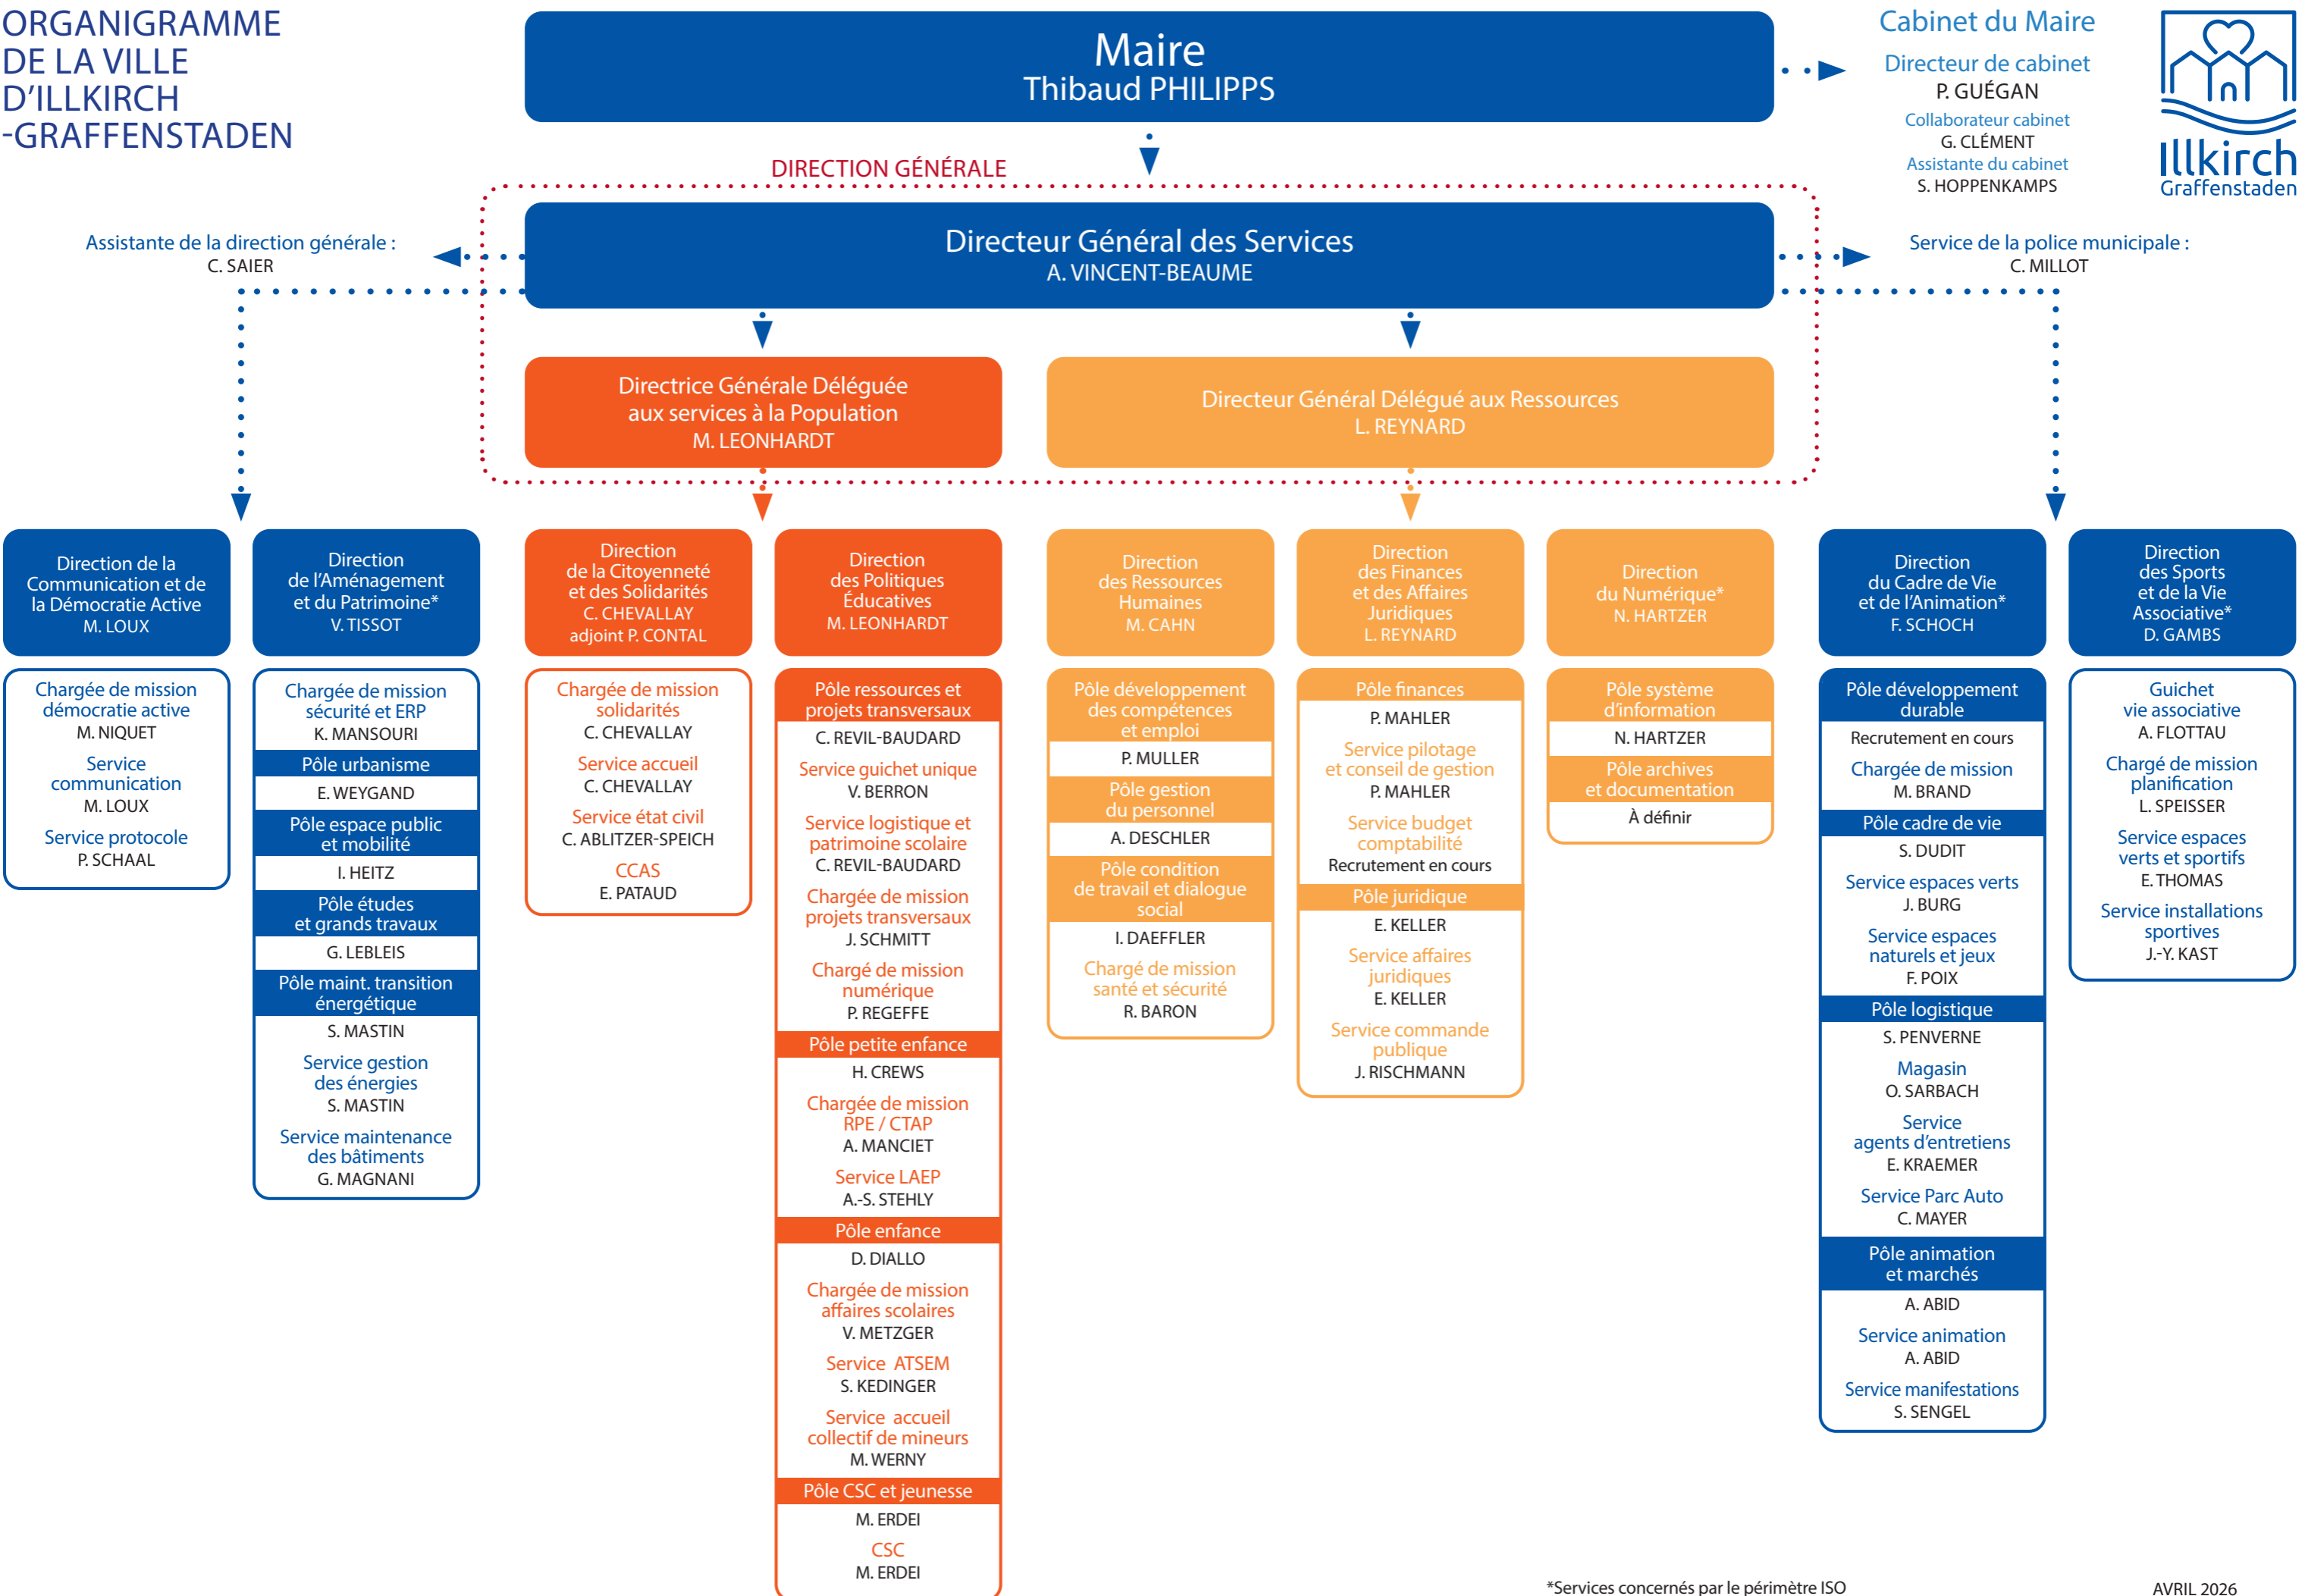 ORGANIGRAMME
DE LA VILLE
D'ILLKIRCH
-GRAFFENSTADEN
Maire
Thibaud PHILIPPS
Cabinet du Maire
Directeur de cabinet
P. GUÉGAN
Collaborateur cabinet
G. CLÉMENT
Assistante du cabinet
S. HOPPENKAMPS
Illkirch
Graffenstaden
DIRECTION GÉNÉRALE
Directeur Général des Services
A. VINCENT-BEAUME
Assistante de la direction générale :
C. SAIER
Service de la police municipale :
C. MILLOT
Directrice Générale Déléguée
aux services à la Population
M. LEONHARDT
Directeur Général Délégué aux Ressources
L. REYNARD
Direction de la
Communication et de
la Démocratie Active
M. LOUX
Chargée de mission
démocratie active
M. NIQUET
Service
communication
M. LOUX
Service protocole
P. SCHAAL
Direction
de l'Aménagement
et du Patrimoine*
V. TISSOT
Chargée de mission
sécurité et ERP
K. MANSOURI
Pôle urbanisme
E. WEYGAND
Pôle espace public
et mobilité
I. HEITZ
Pôle études
et grands travaux
G. LEBLEIS
Pôle maint. transition
énergétique
S. MASTIN
Service gestion
des énergies
S. MASTIN
Service maintenance
des bâtiments
G. MAGNANI
Direction
de la Citoyenneté
et des Solidarités
C. CHEVALLAY
adjoint P. CONTAL
Chargée de mission
solidarités
C. CHEVALLAY
Service accueil
C. CHEVALLAY
Service état civil
C. ABLITZER-SPEICH
CCAS
E. PATAUD
Direction
des Politiques
Éducatives
M. LEONHARDT
Pôle ressources et
projets transversaux
C. REVIL-BAUDARD
Service guichet unique
V. BERRON
Service logistique et
patrimoine scolaire
C. REVIL-BAUDARD
Chargée de mission
projets transversaux
J. SCHMITT
Chargé de mission
numérique
P. REGEFFE
Pôle petite enfance
H. CREWS
Chargée de mission
RPE / CTAP
A. MANCIET
Service LAEP
A.-S. STEHLY
Pôle enfance
D. DIALLO
Chargée de mission
affaires scolaires
V. METZGER
Service ATSEM
S. KEDINGER
Service accueil
collectif de mineurs
M. WERNY
Pôle CSC et jeunesse
M. ERDEI
CSC
M. ERDEI
Direction
des Ressources
Humaines
M. CAHN
Pôle développement
des compétences
et emploi
P. MULLER
Pôle gestion
du personnel
A. DESCHLER
Pôle condition
de travail et dialogue
social
I. DAEFFLER
Chargé de mission
santé et sécurité
R. BARON
Direction
des Finances
et des Affaires
Juridiques
L. REYNARD
Pôle finances
P. MAHLER
Service pilotage
et conseil de gestion
P. MAHLER
Service budget
comptabilité
Recrutement en cours
Pôle juridique
E. KELLER
Service affaires
juridiques
E. KELLER
Service commande
publique
J. RISCHMANN
Direction
du Numérique*
N. HARTZER
Pôle système
d'information
N. HARTZER
Pôle archives
et documentation
À définir
Direction
du Cadre de Vie
et de l'Animation*
F. SCHOCH
Pôle développement
durable
Recrutement en cours
Chargée de mission
M. BRAND
Pôle cadre de vie
S. DUDIT
Service espaces verts
J. BURG
Service espaces
naturels et jeux
F. POIX
Pôle logistique
S. PENVERNE
Magasin
O. SARBACH
Service
agents d'entretiens
E. KRAEMER
Service Parc Auto
C. MAYER
Pôle animation
et marchés
A. ABID
Service animation
A. ABID
Service manifestations
S. SENGEL
Direction
des Sports
et de la Vie
Associative*
D. GAMBS
Guichet
vie associative
A. FLOTTAU
Chargé de mission
planification
L. SPEISSER
Service espaces
verts et sportifs
E. THOMAS
Service installations
sportives
J.-Y. KAST
*Services concernés par le périmètre ISO
AVRIL 2026